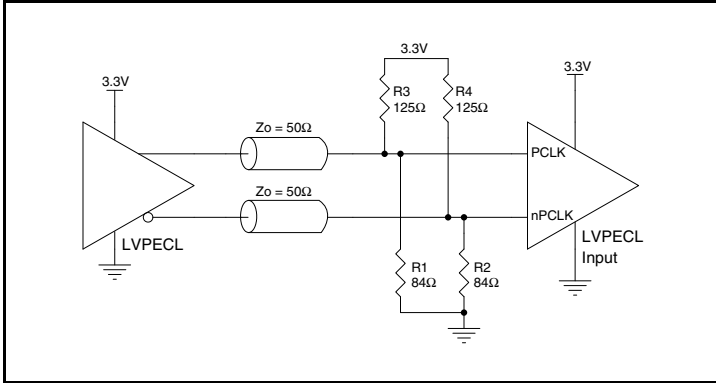 3.3V
3.3V
3.3V
R3
125Ω
R4
125Ω
Zo = 50Ω
PCLK
Zo = 50Ω
nPCLK
LVPECL
LVPECL
Input
R1
84Ω
R2
84Ω